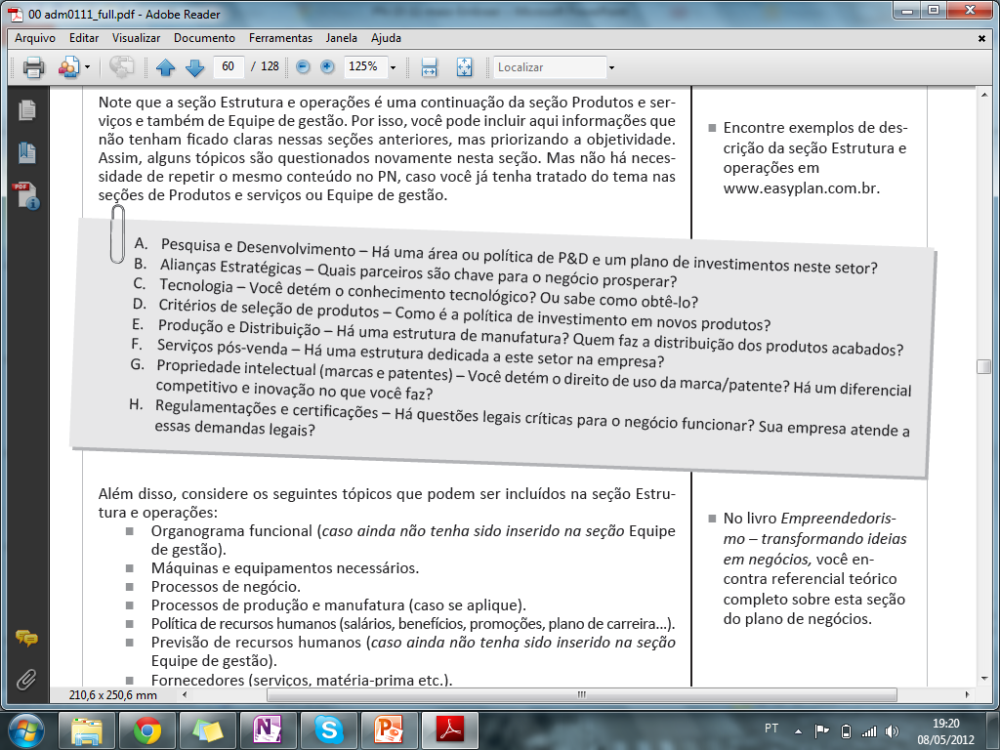 00 adm0111_full.pdf - Adobe Reader
Arquivo Editar Visualizar Documento Ferramentas Janela Ajuda
60 / 128 125% Localizar
Note que a seção Estrutura e operações é uma continuação da seção Produtos e ser-
viços e também de Equipe de gestão. Por isso, você pode incluir aqui informações que
não tenham ficado claras nessas seções anteriores, mas priorizando a objetividade.
Assim, alguns tópicos são questionados novamente nesta seção. Mas não há neces-
sidade de repetir o mesmo conteúdo no PN, caso você já tenha tratado do tema nas
seções de Produtos e serviços ou Equipe de gestão.
Encontre exemplos de des-
crição da seção Estrutura e
operações em
www.easyplan.com.br.
A. Pesquisa e Desenvolvimento – Há uma área ou política de P&D e um plano de investimentos neste setor?
B. Alianças Estratégicas – Quais parceiros são chave para o negócio prosperar?
C. Tecnologia – Você detém o conhecimento tecnológico? Ou sabe como obtê-lo?
D. Critérios de seleção de produtos – Como é a política de investimento em novos produtos?
E. Produção e Distribuição – Há uma estrutura de manufatura? Quem faz a distribuição dos produtos acabados?
F. Serviços pós-venda – Há uma estrutura dedicada a este setor na empresa?
G. Propriedade intelectual (marcas e patentes) – Você detém o direito de uso da marca/patente? Há um diferencial
competitivo e inovação no que você faz?
H. Regulamentações e certificações – Há questões legais críticas para o negócio funcionar? Sua empresa atende a
essas demandas legais?
Além disso, considere os seguintes tópicos que podem ser incluídos na seção Estru-
tura e operações:
Organograma funcional (caso ainda não tenha sido inserido na seção Equipe
de gestão).
Máquinas e equipamentos necessários.
Processos de negócio.
Processos de produção e manufatura (caso se aplique).
Política de recursos humanos (salários, benefícios, promoções, plano de carreira...).
Previsão de recursos humanos (caso ainda não tenha sido inserido na seção
Equipe de gestão).
Fornecedores (serviços, matéria-prima etc.).
No livro Empreendedoris-
mo – transformando ideias
em negócios, você en-
contra referencial teórico
completo sobre esta seção
do plano de negócios.
210,6 x 250,6 mm
PT
19:20
08/05/2012